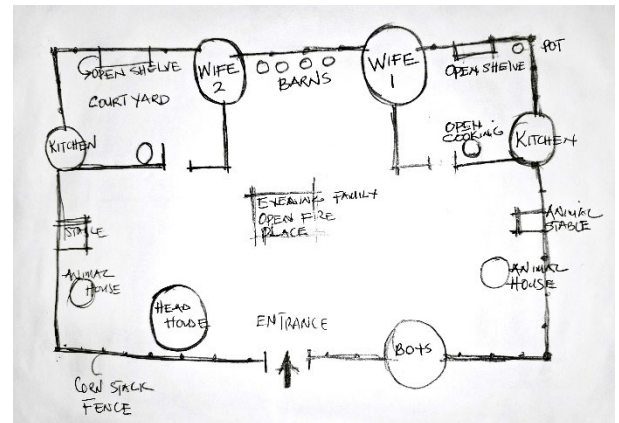 OPEN SHELVE
COURTYARD
WIFE
2
BARNS
WIFE
1
OPEN SHELVE
POT
KITCHEN
OPEN
COOKING
KITCHEN
EVENING FAMILY
OPEN FIRE
PLACE
STABLE
ANIMAL
STABLE
ANIMAL
HOUSE
ANIMAL
HOUSE
HEAD
HOUSE
ENTRANCE
BOYS
CORN STACK
FENCE